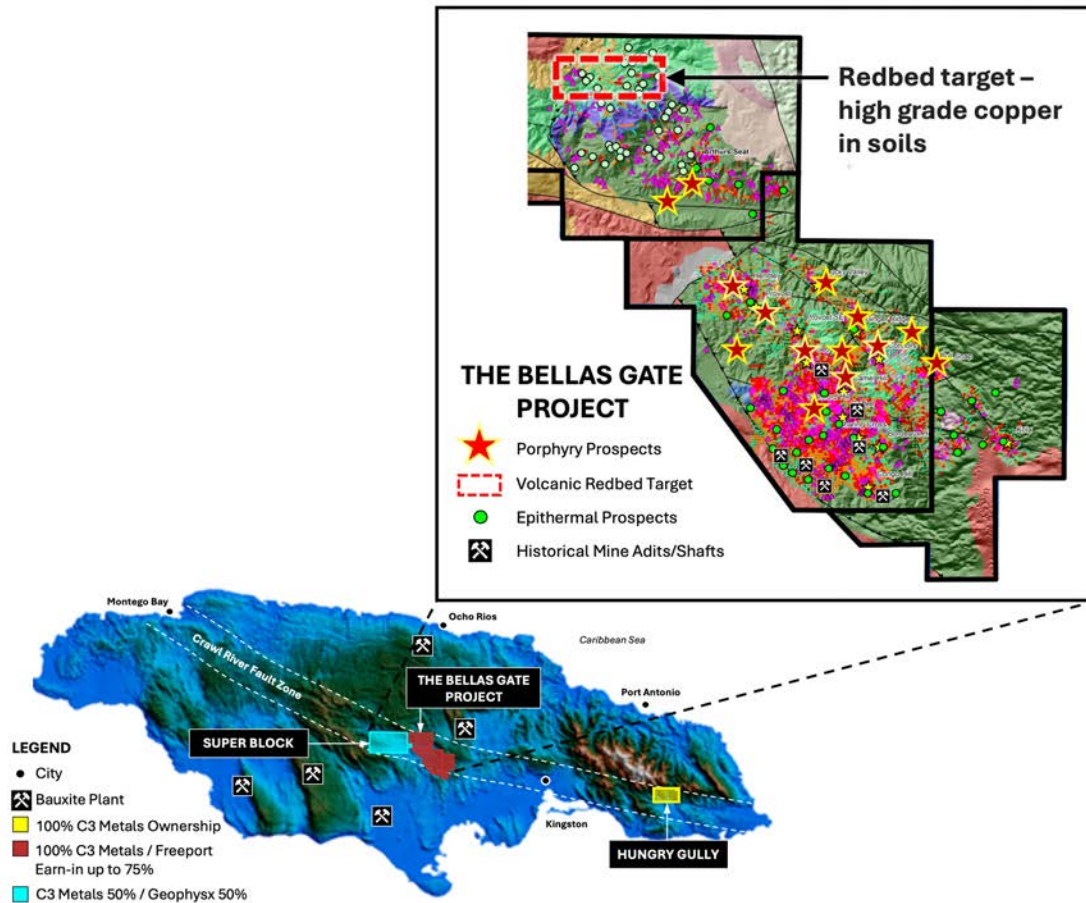 Redbed target –
high grade copper
in soils
Arthurs Seat
THE BELLAS GATE
PROJECT
Porphyry Prospects
Volcanic Redbed Target
Epithermal Prospects
Historical Mine Adits/Shafts
Montego Bay
Ocho Rios
Caribbean Sea
Crawl River Fault Zone
THE BELLAS GATE
PROJECT
Port Antonio
SUPER BLOCK
LEGEND
City
Bauxite Plant
100% C3 Metals Ownership
100% C3 Metals / Freeport
Earn-in up to 75%
C3 Metals 50% / Geophysx 50%
Kingston
HUNGRY GULLY